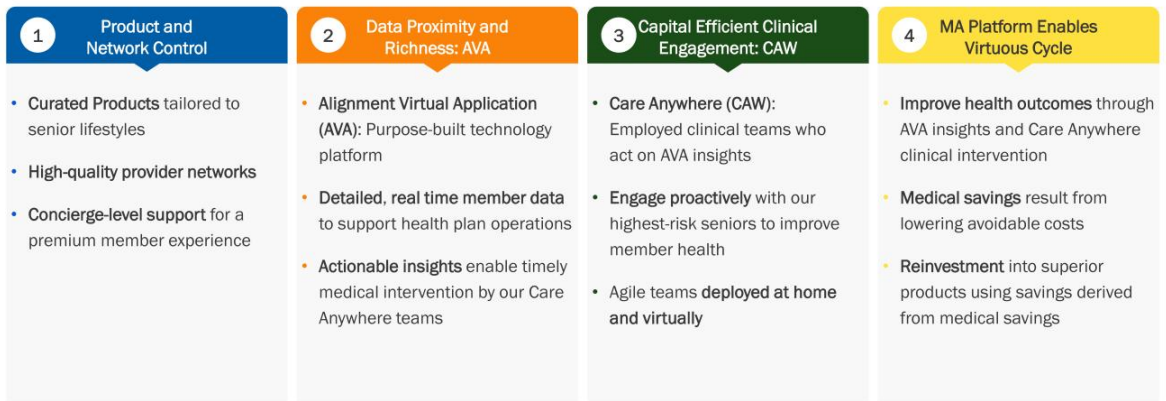 1
Product and
Network Control
• Curated Products tailored to
senior lifestyles
• High-quality provider networks
• Concierge-level support for a
premium member experience
2
Data Proximity and
Richness: AVA
• Alignment Virtual Application
(AVA): Purpose-built technology
platform
• Detailed, real time member data
to support health plan operations
• Actionable insights enable timely
medical intervention by our Care
Anywhere teams
3
Capital Efficient Clinical
Engagement: CAW
• Care Anywhere (CAW):
Employed clinical teams who
act on AVA insights
• Engage proactively with our
highest-risk seniors to improve
member health
• Agile teams deployed at home
and virtually
4
MA Platform Enables
Virtuous Cycle
• Improve health outcomes through
AVA insights and Care Anywhere
clinical intervention
• Medical savings result from
lowering avoidable costs
• Reinvestment into superior
products using savings derived
from medical savings